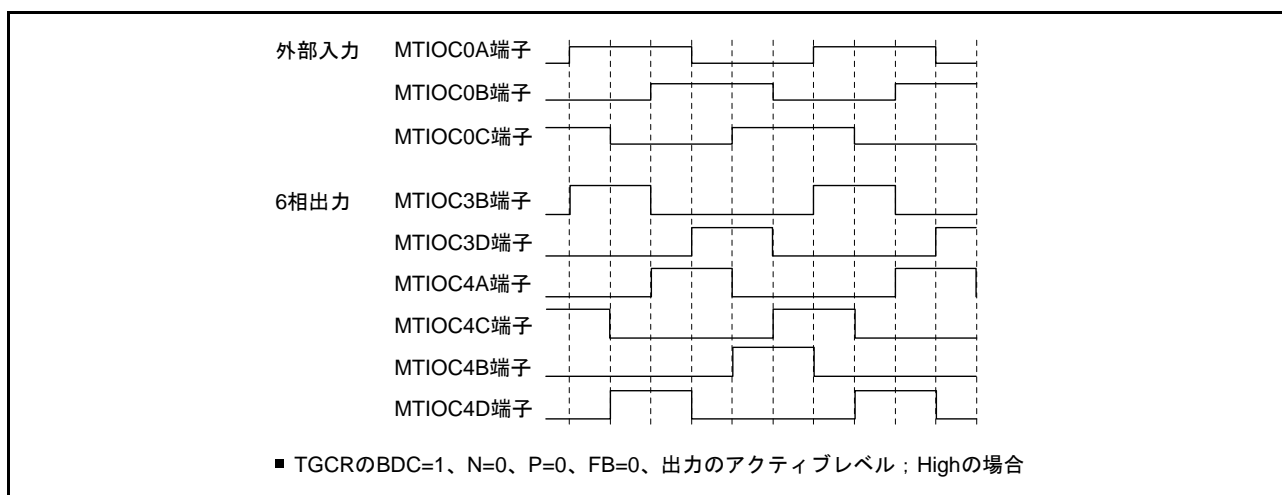 外部入力 MTIOC0A端子
MTIOC0B端子
MTIOC0C端子
6相出力 MTIOC3B端子
MTIOC3D端子
MTIOC4A端子
MTIOC4C端子
MTIOC4B端子
MTIOC4D端子
■ TGCRのBDC=1、N=0、P=0、FB=0、出力のアクティブレベル;Highの場合